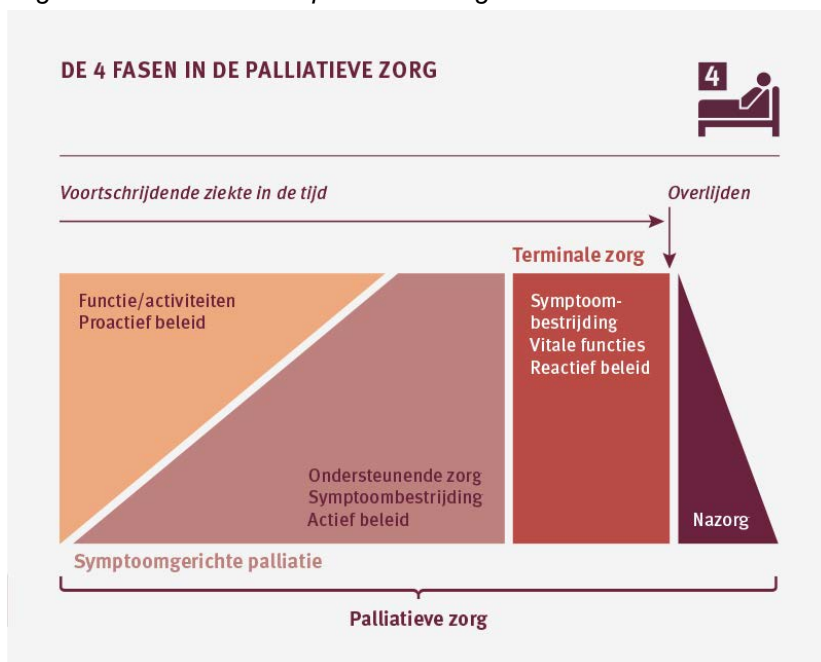 DE 4 FASEN IN DE PALLIATIEVE ZORG
4
Voortschrijdende ziekte in de tijd
Overlijden
Terminale zorg
Functie/activiteiten
Proactief beleid
Symptoom-
bestrijding
Vitale functies
Reactief beleid
Ondersteunende zorg
Symptoombestrijding
Actief beleid
Nazorg
Symptoomgerichte palliatie
Palliatieve zorg